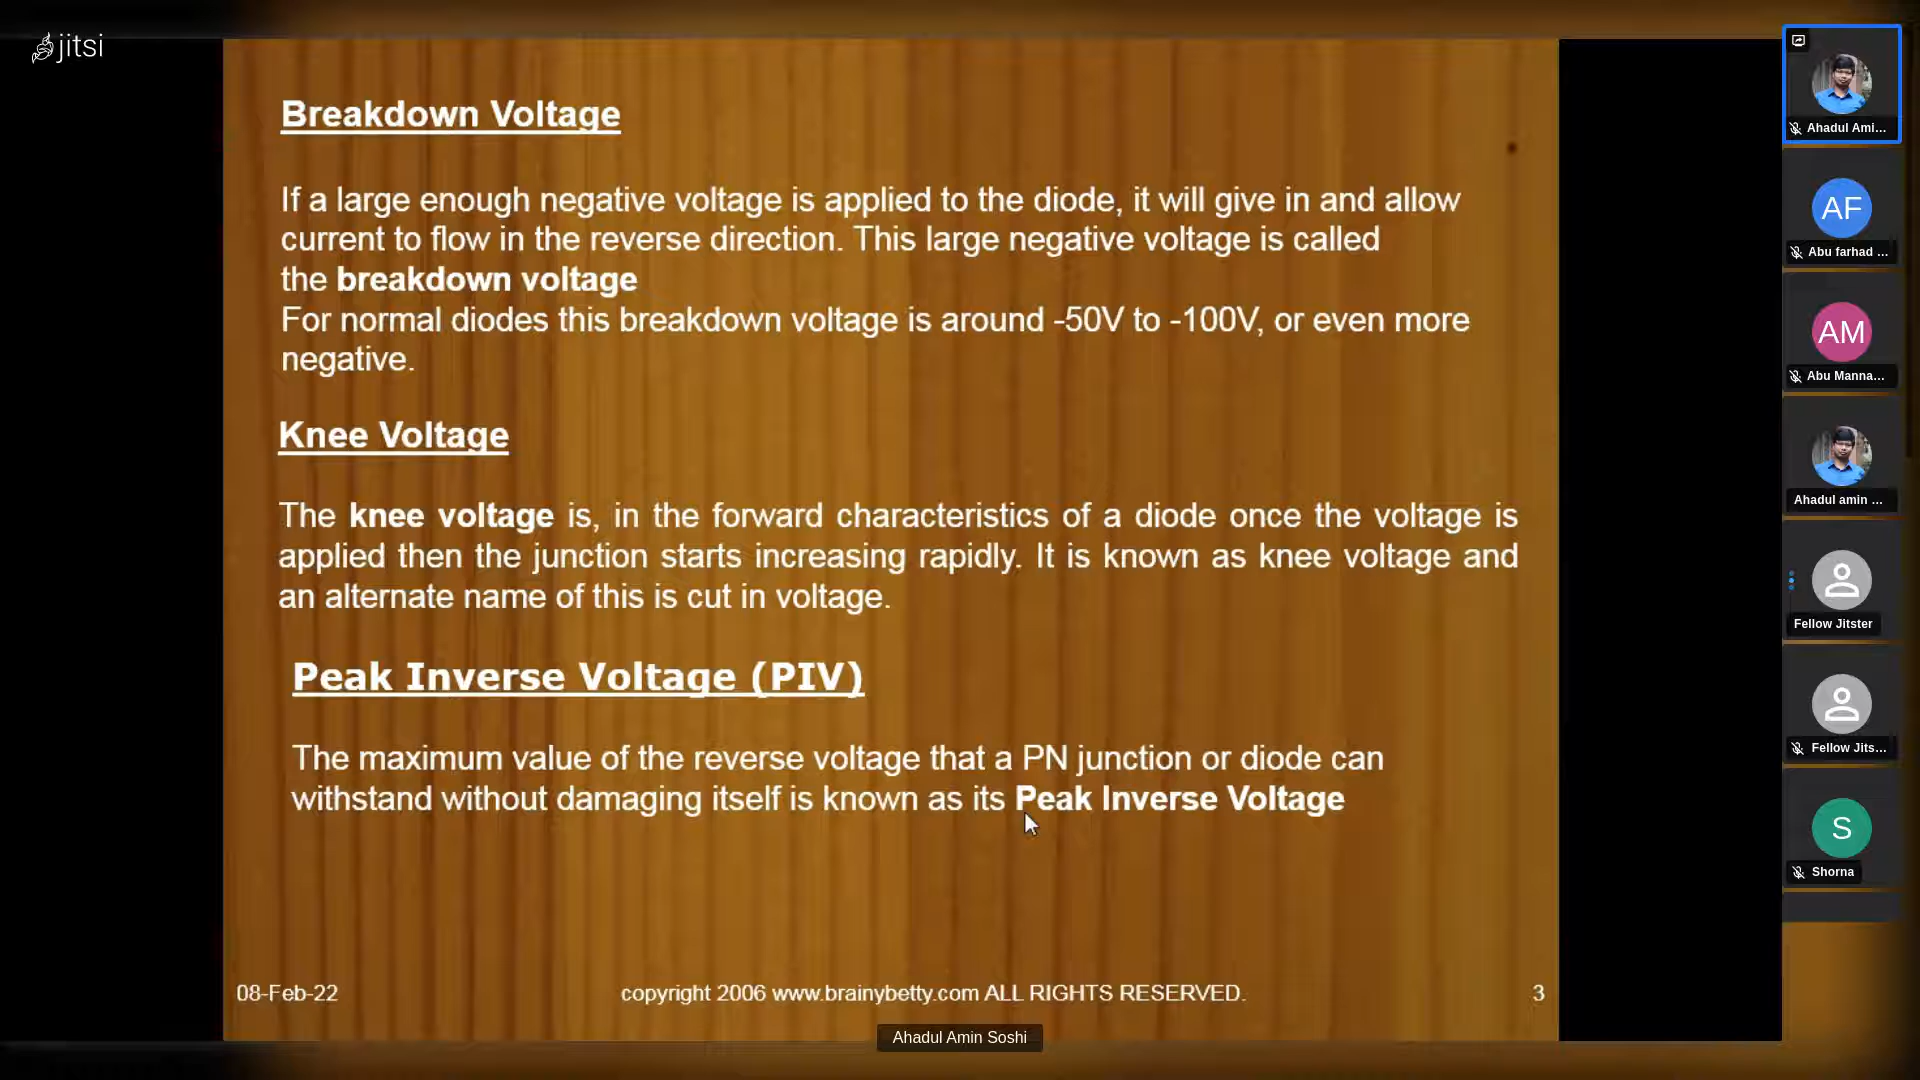 jitsi
Breakdown Voltage
If a large enough negative voltage is applied to the diode, it will give in and allow
current to flow in the reverse direction. This large negative voltage is called
the breakdown voltage
For normal diodes this breakdown voltage is around -50V to -100V, or even more
negative.
Knee Voltage
The knee voltage is, in the forward characteristics of a diode once the voltage is
applied then the junction starts increasing rapidly. It is known as knee voltage and
an alternate name of this is cut in voltage.
Peak Inverse Voltage (PIV)
The maximum value of the reverse voltage that a PN junction or diode can
withstand without damaging itself is known as its Peak Inverse Voltage
08-Feb-22
copyright 2006 www.brainybetty.com ALL RIGHTS RESERVED.
3
Ahadul Amin Soshi
Ahadul Ami...
AF
Abu farhad ...
AM
Abu Manna...
Ahadul amin ...
Fellow Jitster
Fellow Jits...
S
Shorna